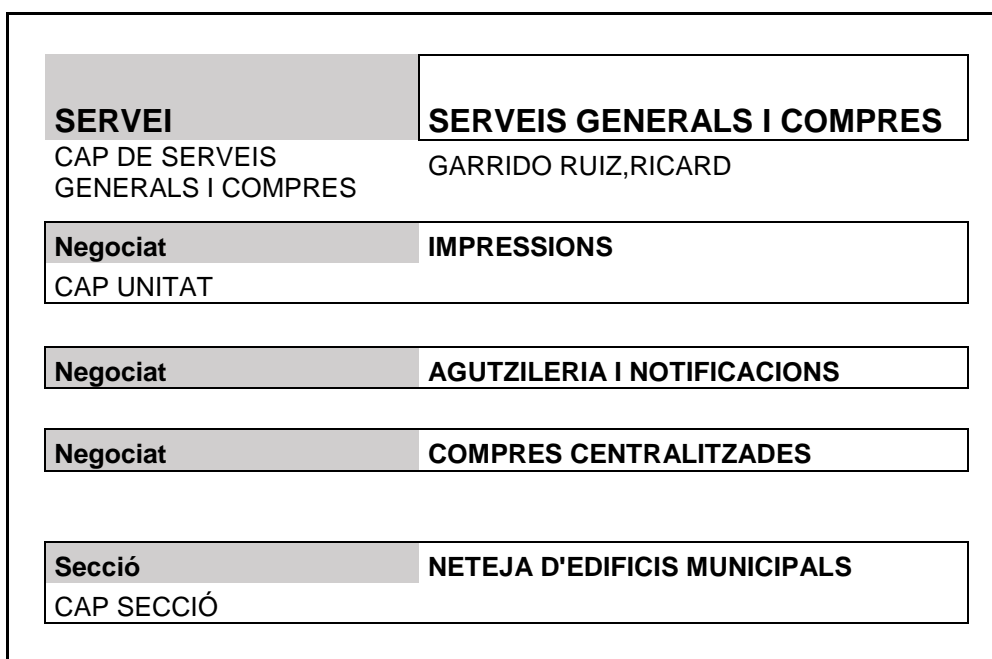 SERVEI SERVEIS GENERALS I COMPRES
CAP DE SERVEIS
GENERALS I COMPRES GARRIDO RUIZ,RICARD
Negociat IMPRESSIONS
CAP UNITAT
Negociat AGUTZILERIA I NOTIFICACIONS
Negociat COMPRES CENTRALITZADES
Secció NETEJA D'EDIFICIS MUNICIPALS
CAP SECCIÓ